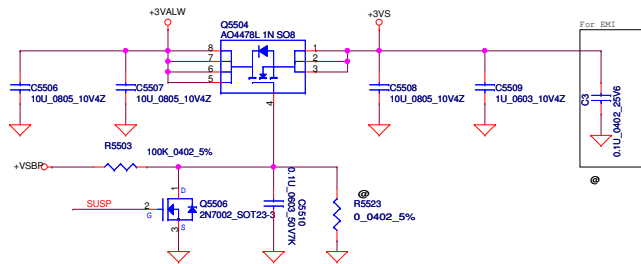 +3VALW
Q5504
AO4478L 1N SO8
+3VS
For EMI
8
7
6
5
1
2
3
4
C5506
10U_0805_10V4Z
C5507
10U_0805_10V4Z
C5508
10U_0805_10V4Z
C5509
1U_0603_10V4Z
C3
0.1U_0402_25V6
@
R5503
100K_0402_5%
+VSBP
SUSP
1
D
2
G
3
S
Q5506
2N7002_SOT23-3
C5510
0.1U_0603_50V7K
@
R5523
0_0402_5%